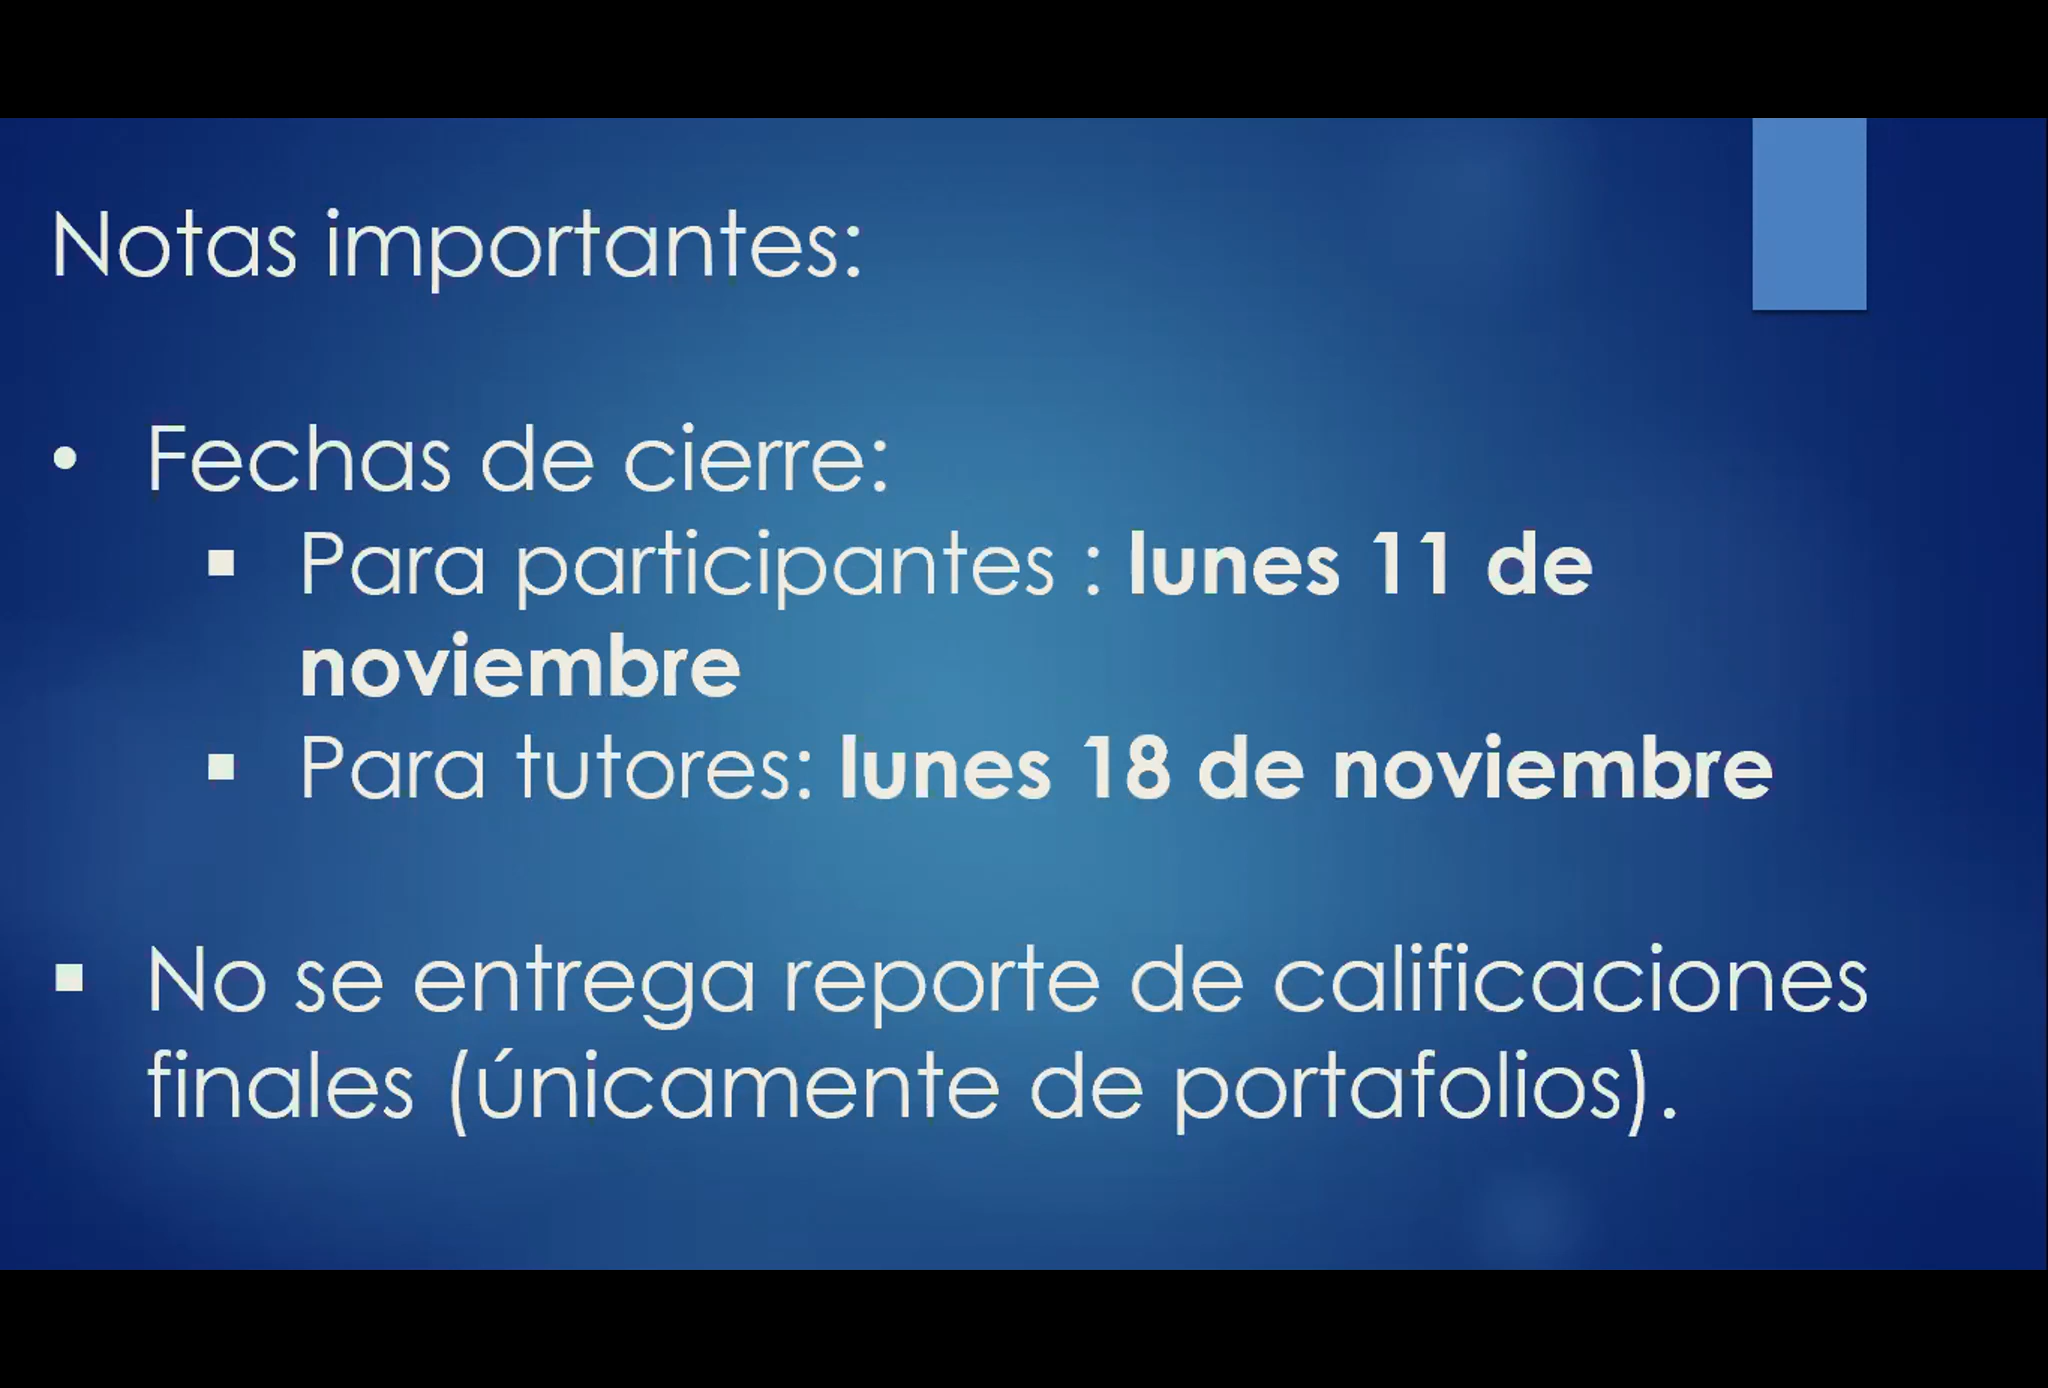 Notas importantes:
• Fechas de cierre:
▪ Para participantes : lunes 11 de
noviembre
▪ Para tutores: lunes 18 de noviembre
▪ No se entrega reporte de calificaciones
finales (únicamente de portafolios).